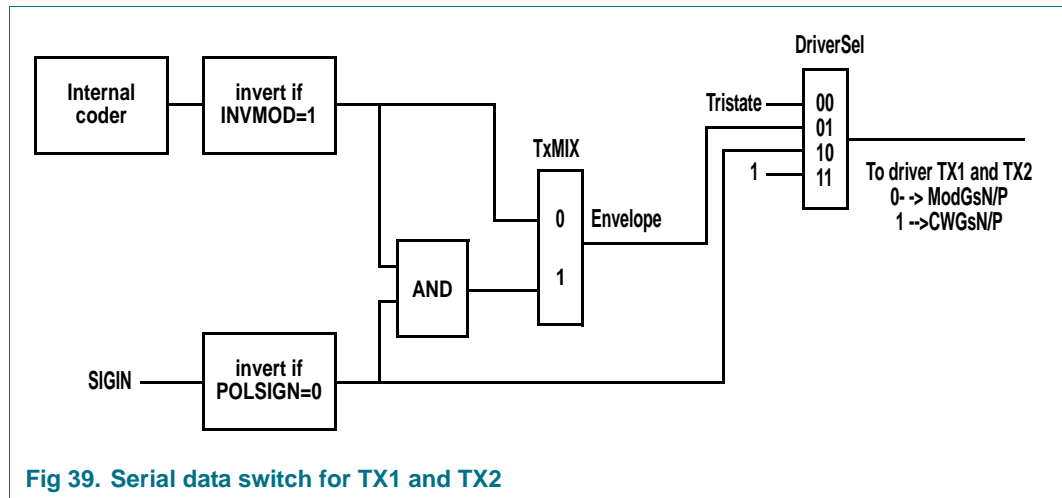 Internal
coder
invert if
INVMOD=1
DriverSel
Tristate
00
01
10
11
1
To driver TX1 and TX2
0- -> ModGsN/P
1 -->CWGsN/P
TxMIX
0
1
Envelope
AND
SIGIN
invert if
POLSIGN=0
Fig 39. Serial data switch for TX1 and TX2